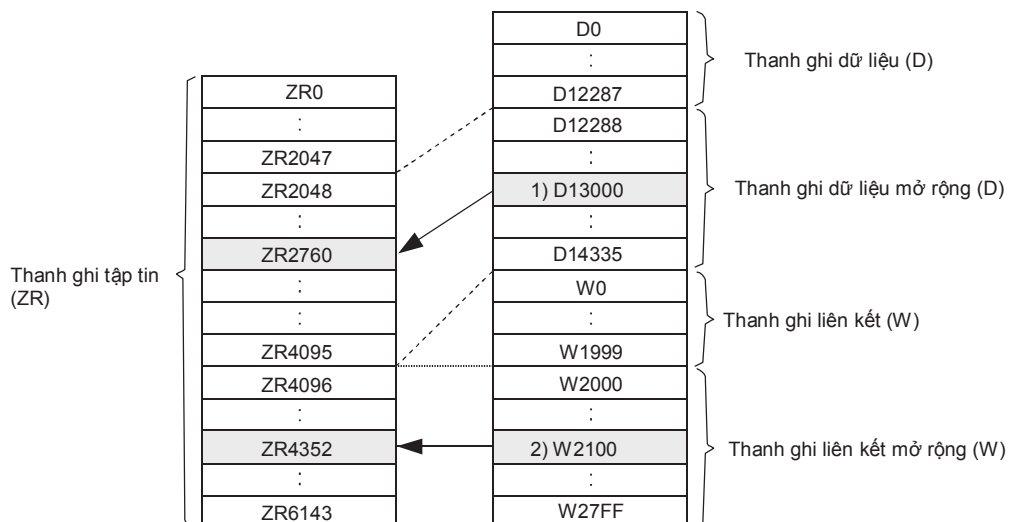 D0
:
D12287
D12288
:
1) D13000
:
D14335
W0
:
W1999
W2000
:
2) W2100
:
W27FF
Thanh ghi dữ liệu (D)
Thanh ghi dữ liệu mở rộng (D)
Thanh ghi liên kết (W)
Thanh ghi liên kết mở rộng (W)
ZR0
:
ZR2047
ZR2048
:
ZR2760
:
:
ZR4095
ZR4096
:
ZR4352
:
ZR6143
Thanh ghi tập tin
(ZR)